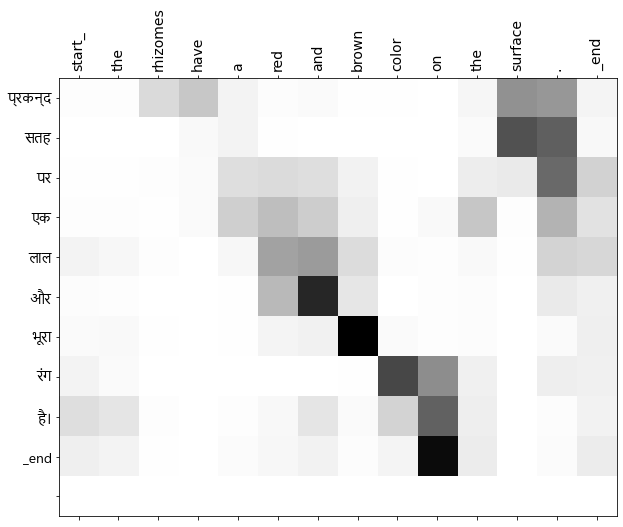 start_ the rhizomes have a red and brown color on the surface . _end
प्रकन्द
सतह
पर
एक
लाल
और
भूरा
रंग
है।
_end